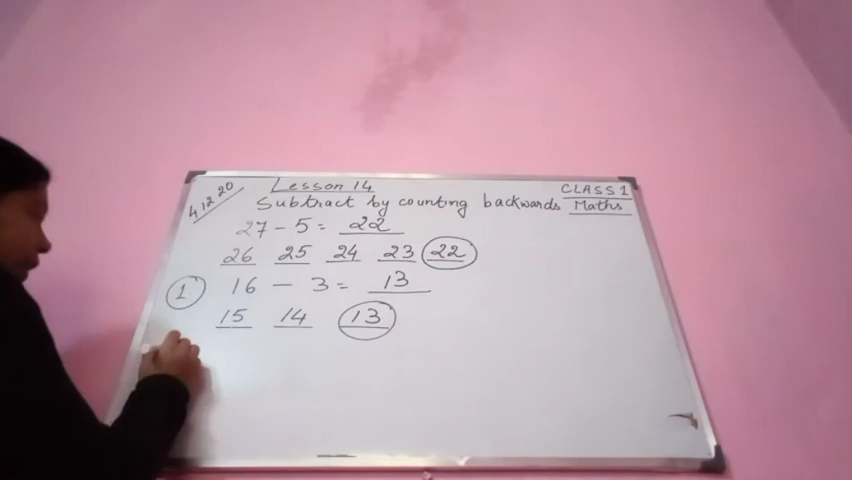 4 12 20
Lesson 14
CLASS 1
Subtract by counting backwards Maths
27 - 5 = 22
26 25 24 23 22
1. 16 - 3 = 13
15 14 13